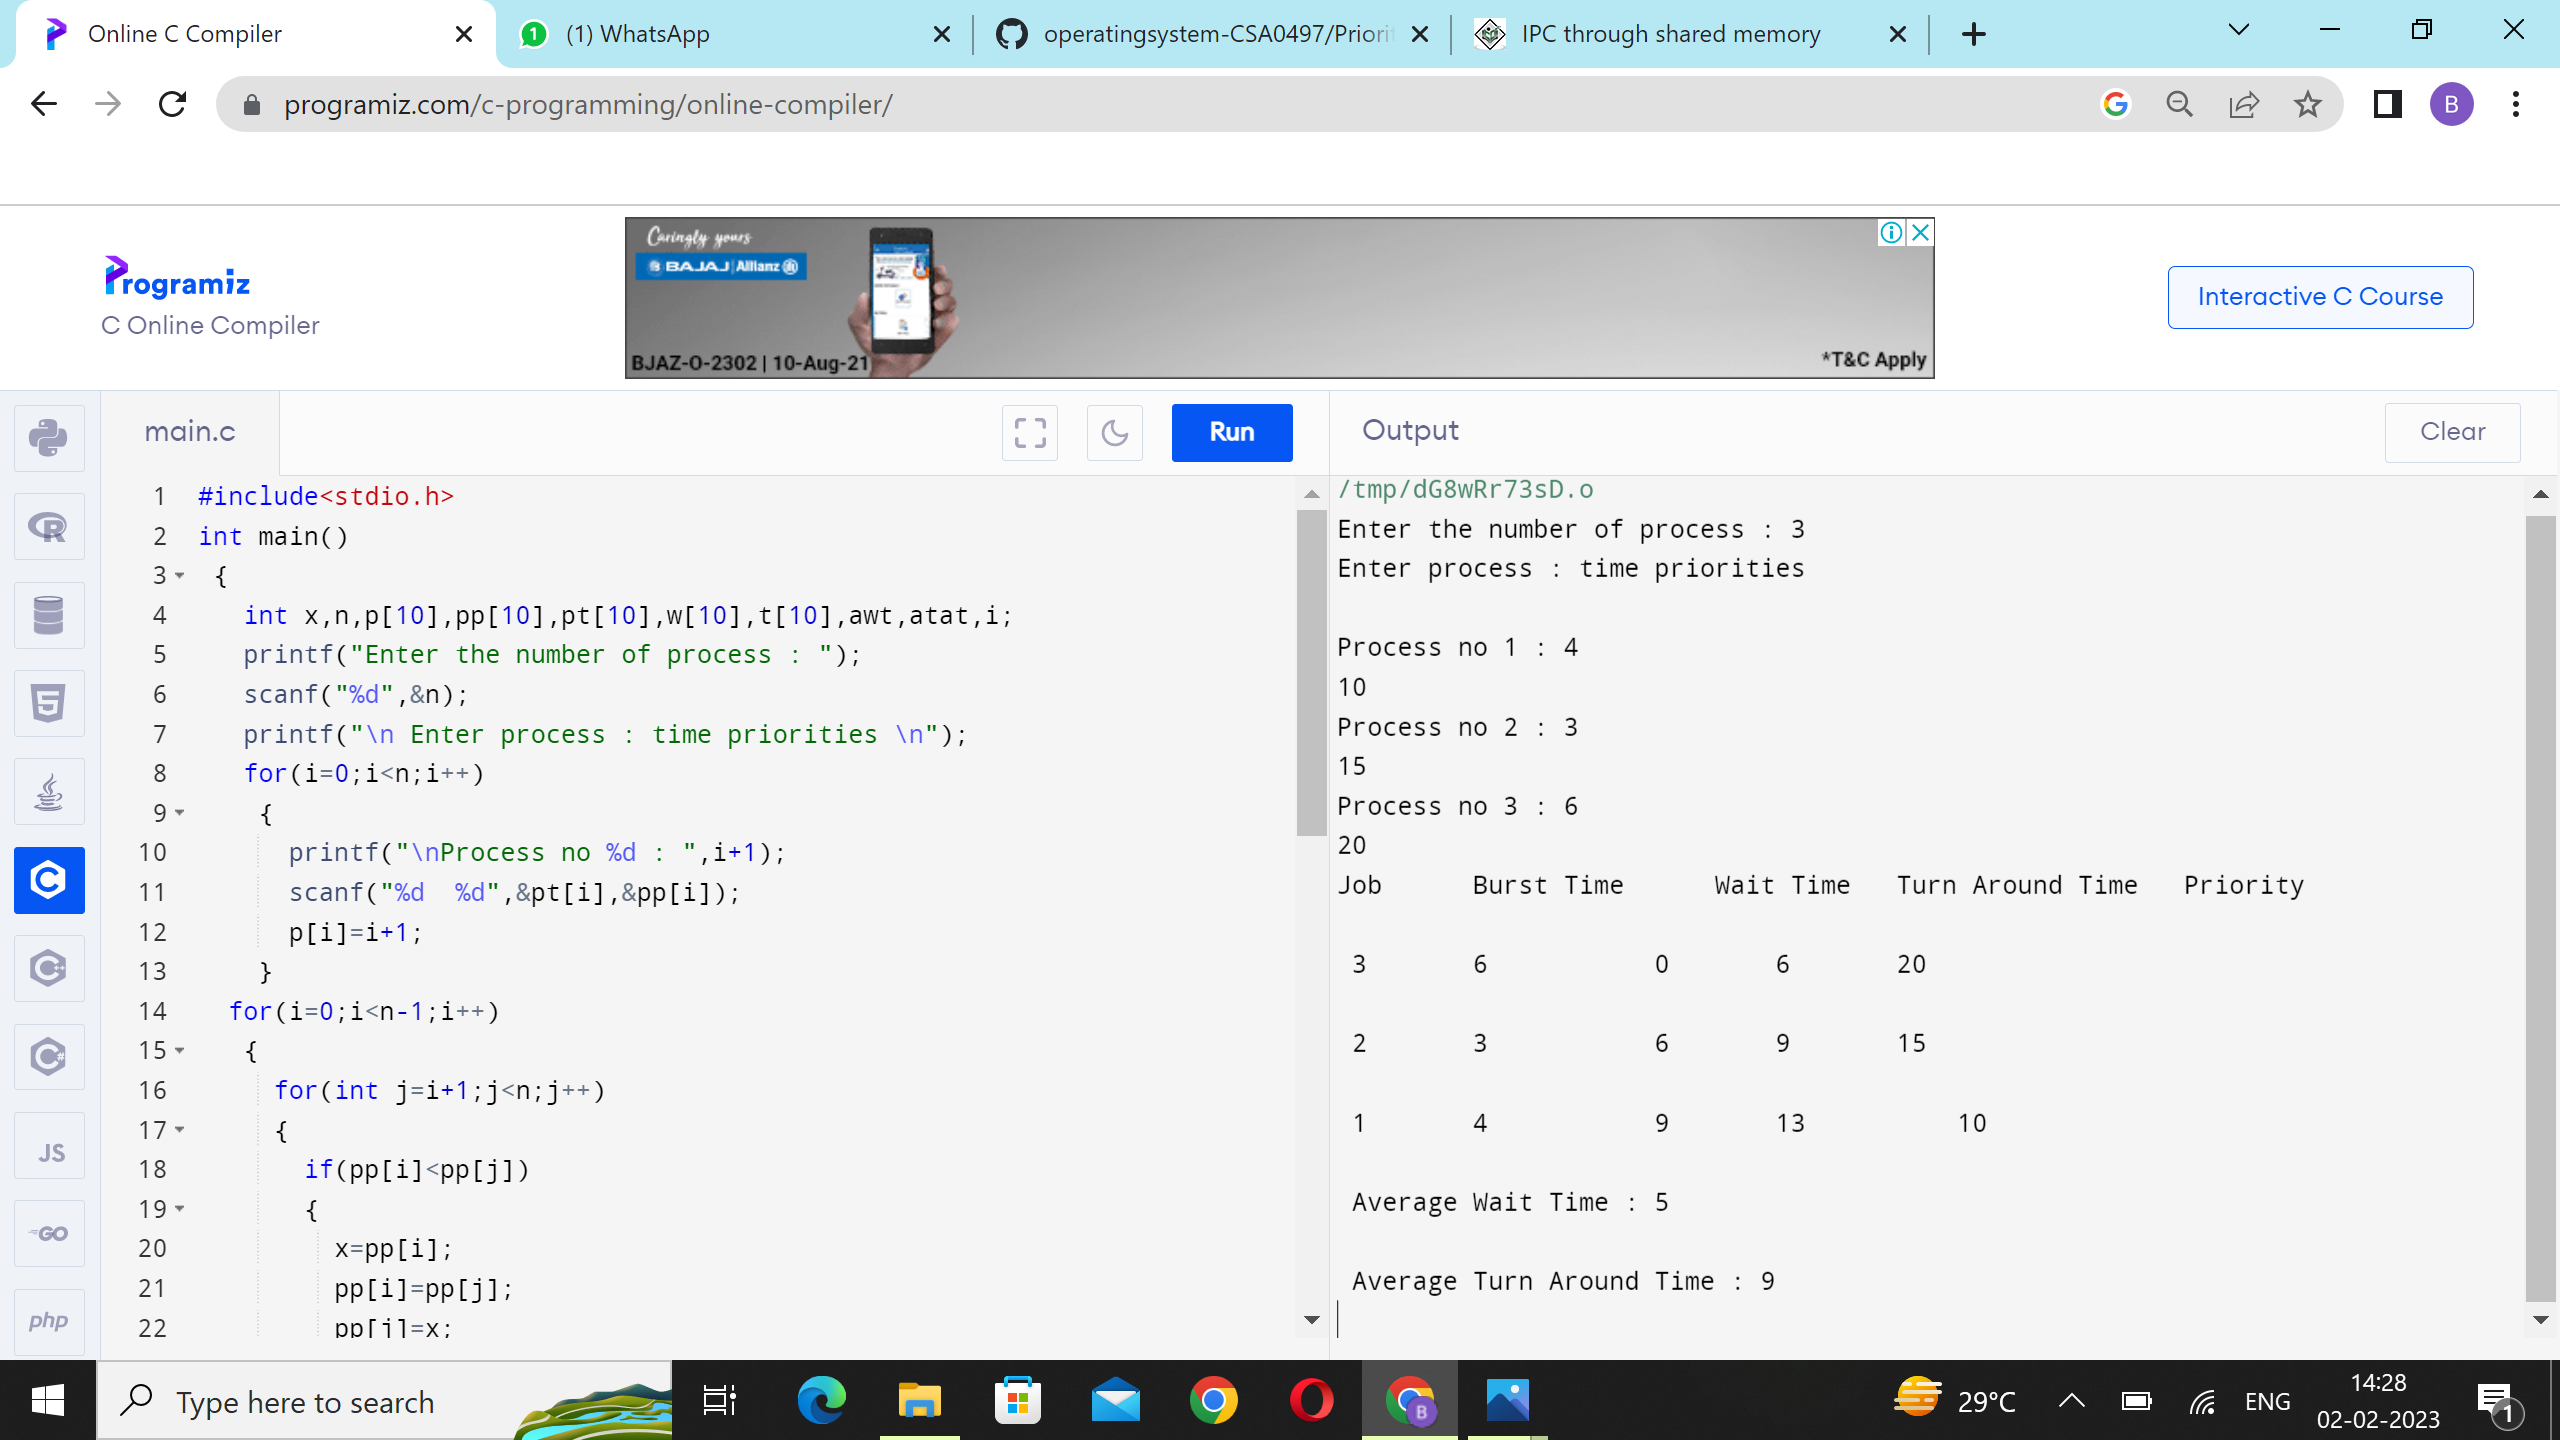 Online C Compiler
(1) WhatsApp
operatingsystem-CSA0497/Priorit
IPC through shared memory
programiz.com/c-programming/online-compiler/
B
Programiz
C Online Compiler
Caringly yours
BAJAJ | Allianz
BJAZ-O-2302 | 10-Aug-21
*T&C Apply
Interactive C Course
main.c
Run
Output
Clear
1 #include<stdio.h>
2 int main()
3 {
4 int x,n,p[10],pp[10],pt[10],w[10],t[10],awt,atat,i;
5 printf("Enter the number of process : ");
6 scanf("%d",&n);
7 printf("\n Enter process : time priorities \n");
8 for(i=0;i<n;i++)
9 {
10 printf("\nProcess no %d : ",i+1);
11 scanf("%d  %d",&pt[i],&pp[i]);
12 p[i]=i+1;
13 }
14 for(i=0;i<n-1;i++)
15 {
16 for(int j=i+1;j<n;j++)
17 {
18 if(pp[i]<pp[j])
19 {
20 x=pp[i];
21 pp[i]=pp[j];
22 pp[j]=x;
/tmp/dG8wRr73sD.o
Enter the number of process : 3
Enter process : time priorities
Process no 1 : 4
10
Process no 2 : 3
15
Process no 3 : 6
20
Job Burst Time Wait Time Turn Around Time Priority
3 6 0 6 20
2 3 6 9 15
1 4 9 13 10
Average Wait Time : 5
Average Turn Around Time : 9
R
JS
GO
php
Type here to search
B
29°C
ENG
14:28
02-02-2023
1